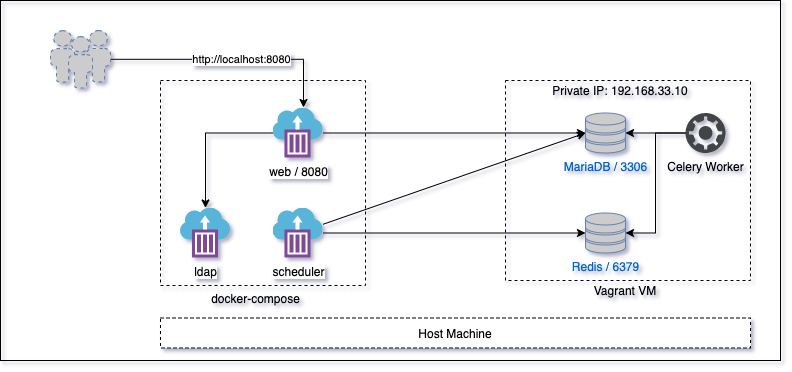 http://localhost:8080
Private IP: 192.168.33.10
web / 8080
MariaDB / 3306
Celery Worker
ldap
scheduler
Redis / 6379
docker-compose
Vagrant VM
Host Machine